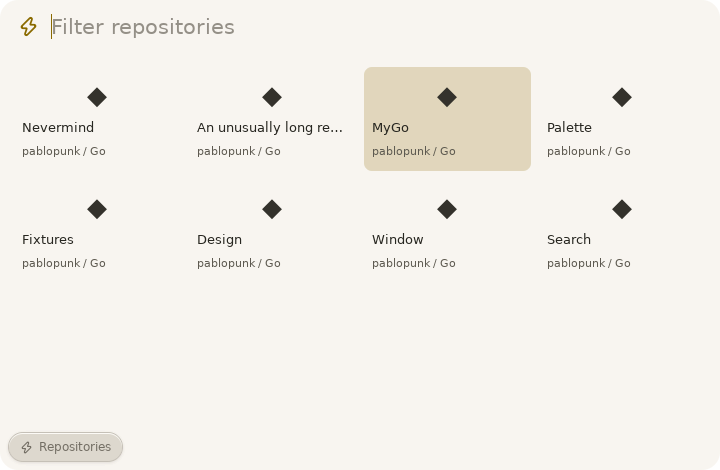 Filter repositories
Nevermind
pablopunk / Go
An unusually long re…
pablopunk / Go
MyGo
pablopunk / Go
Palette
pablopunk / Go
Fixtures
pablopunk / Go
Design
pablopunk / Go
Window
pablopunk / Go
Search
pablopunk / Go
Repositories